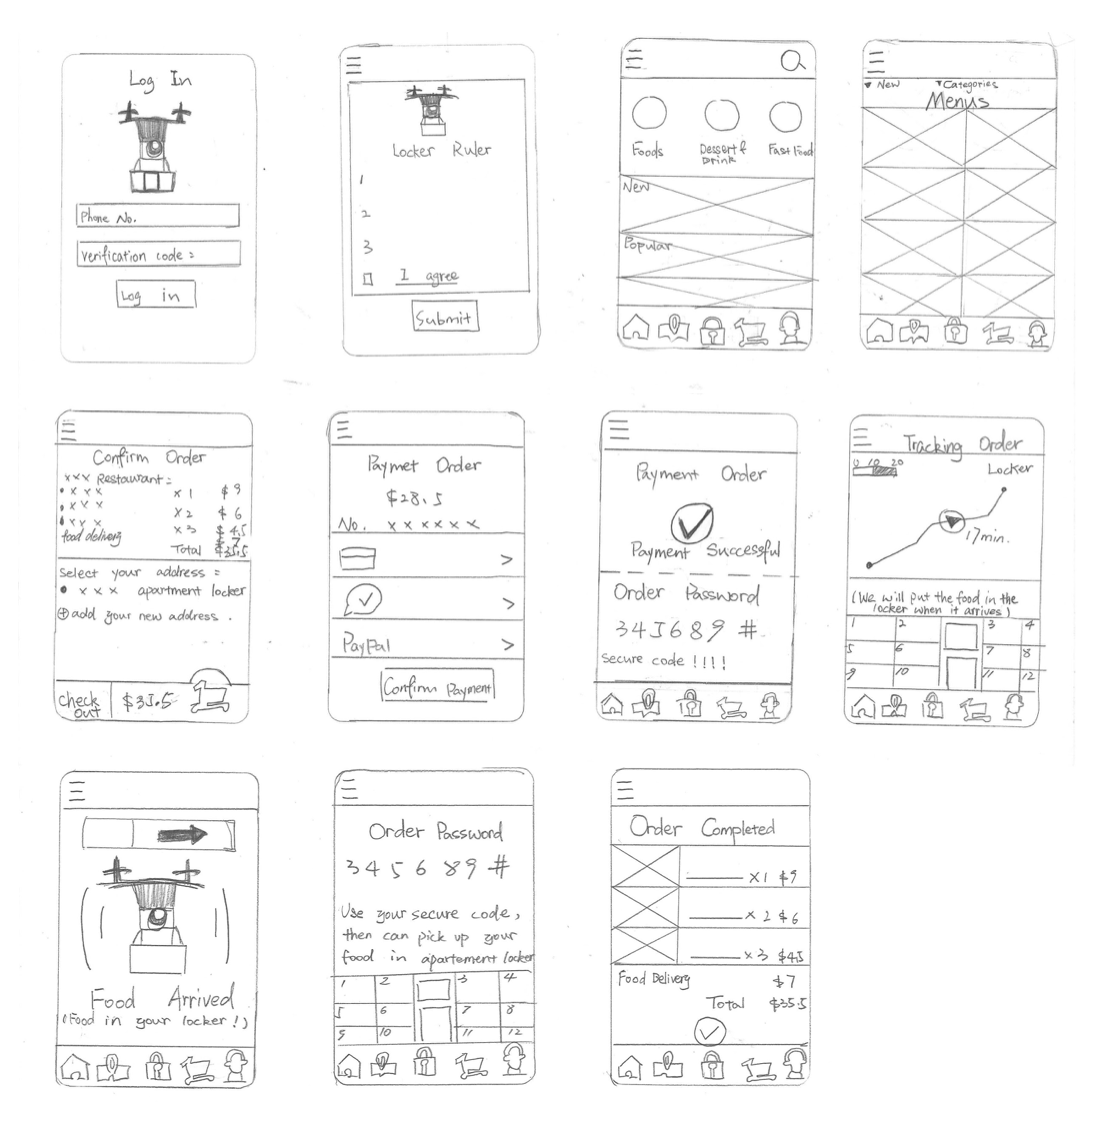 Log In
Phone No.
Verification code:
Log in
Locker Ruler
1
2
3
I agree
Submit
Foods
Dessert & Drink
Fast Food
New
Popular
New
Categories
Menus
Confirm Order
xxx Restaurant:
xxx x1 $9
xxx x2 $6
xxx x3 $4.5
food delivery $7
Total $35.5
Select your address:
xxx apartment locker
add your new address.
Check out
$35.5
Paymet Order
$28.5
No. xxxxxx
PayPal
Confirm Payment
Payment Order
Payment Successful
Order Password
345689#
Secure code !!!!
Tracking Order
0 10 20
Locker
17min.
(We will put the food in the
locker when it arrives)
1 2 3 4
5 6 7 8
9 10 11 12
Food Arrived
(Food in your locker!)
Order Password
345689#
Use your secure code,
then can pick up your
food in apartement locker
1 2 3 4
5 6 7 8
9 10 11 12
Order Completed
x1 $9
x2 $6
x3 $4.5
Food Delivery $7
Total $35.5